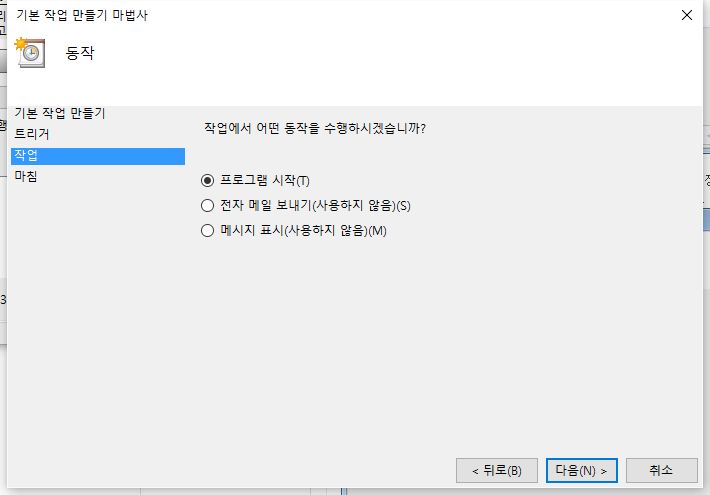 기본 작업 만들기 마법사
동작
기본 작업 만들기
트리거
작업
마침
작업에서 어떤 동작을 수행하시겠습니까?
프로그램 시작(T)
전자 메일 보내기(사용하지 않음)(S)
메시지 표시(사용하지 않음)(M)
< 뒤로(B) 다음(N) > 취소